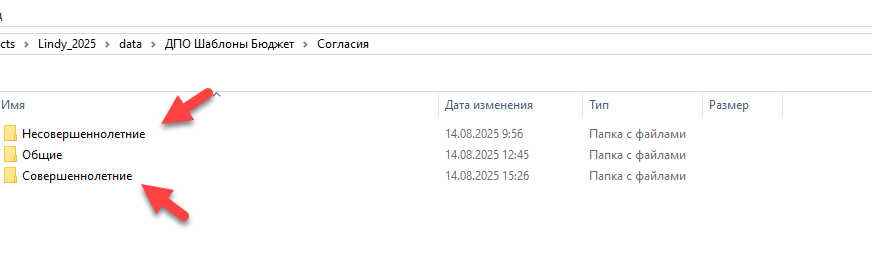 cts > Lindy_2025 > data > ДПО Шаблоны Бюджет > Согласия
Имя Дата изменения Тип Размер
Несовершеннолетние 14.08.2025 9:56 Папка с файлами
Общие 14.08.2025 12:45 Папка с файлами
Совершеннолетние 14.08.2025 15:26 Папка с файлами